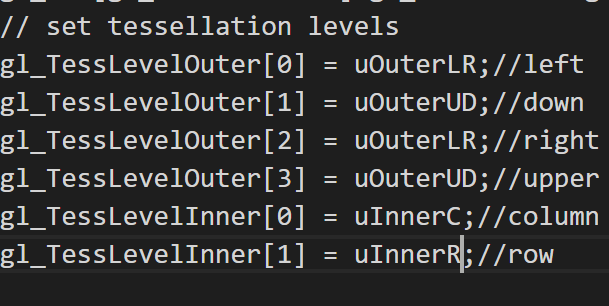 // set tessellation levels
gl_TessLevelOuter[0] = uOuterLR;//left
gl_TessLevelOuter[1] = uOuterUD;//down
gl_TessLevelOuter[2] = uOuterLR;//right
gl_TessLevelOuter[3] = uOuterUD;//upper
gl_TessLevelInner[0] = uInnerC;//column
gl_TessLevelInner[1] = uInnerR;//row